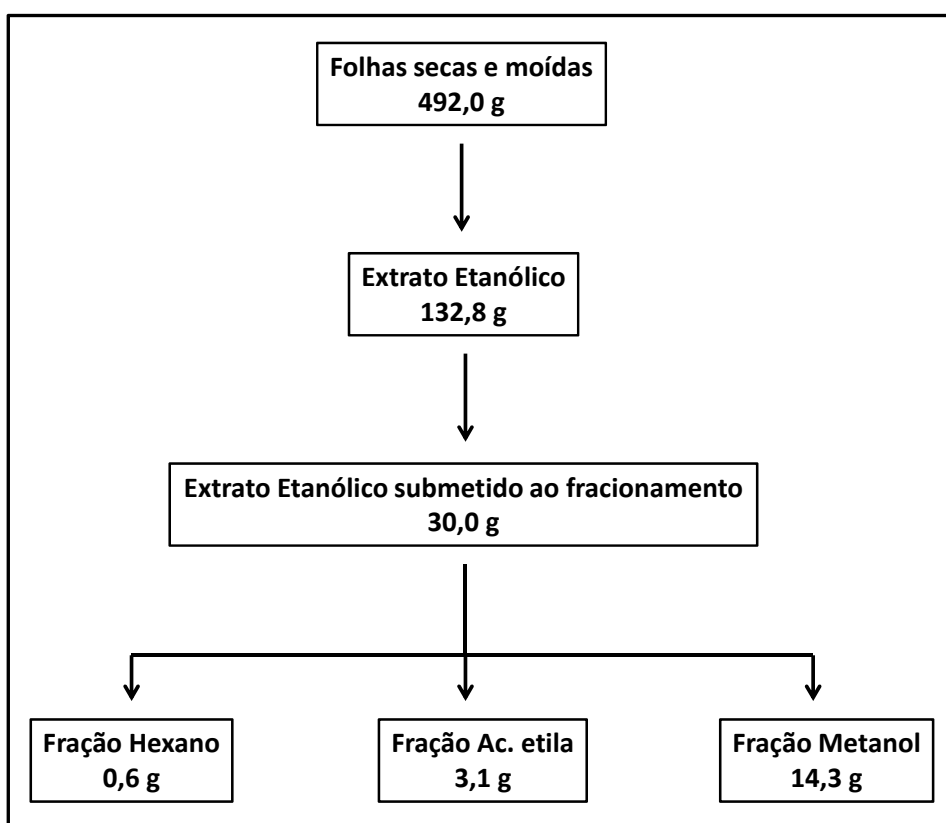 Folhas secas e moídas
492,0 g
Extrato Etanólico
132,8 g
Extrato Etanólico submetido ao fracionamento
30,0 g
Fração Hexano
0,6 g
Fração Ac. etila
3,1 g
Fração Metanol
14,3 g